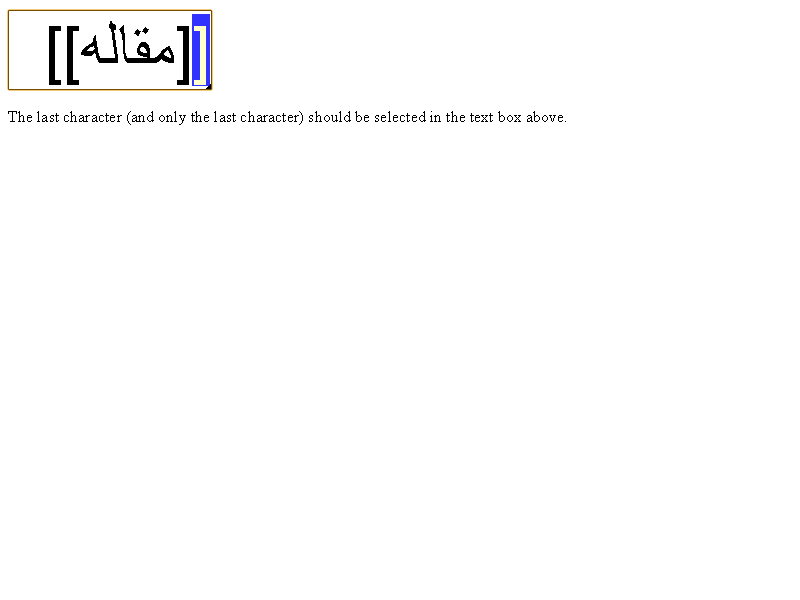 [[مقاله]]
The last character (and only the last character) should be selected in the text box above.